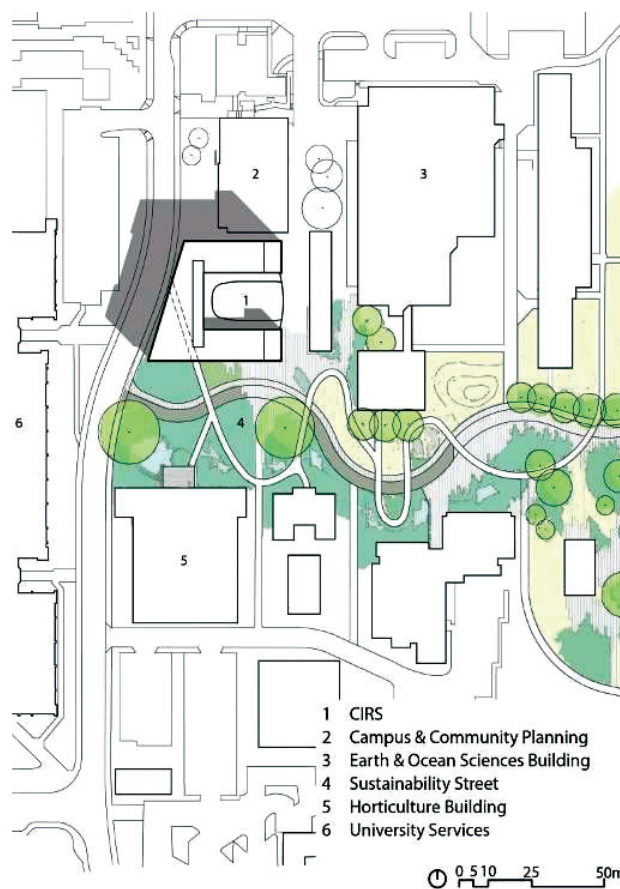 2
3
1
4
6
5
1 CIRS
2 Campus & Community Planning
3 Earth & Ocean Sciences Building
4 Sustainability Street
5 Horticulture Building
6 University Services
0 5 10 25 50m